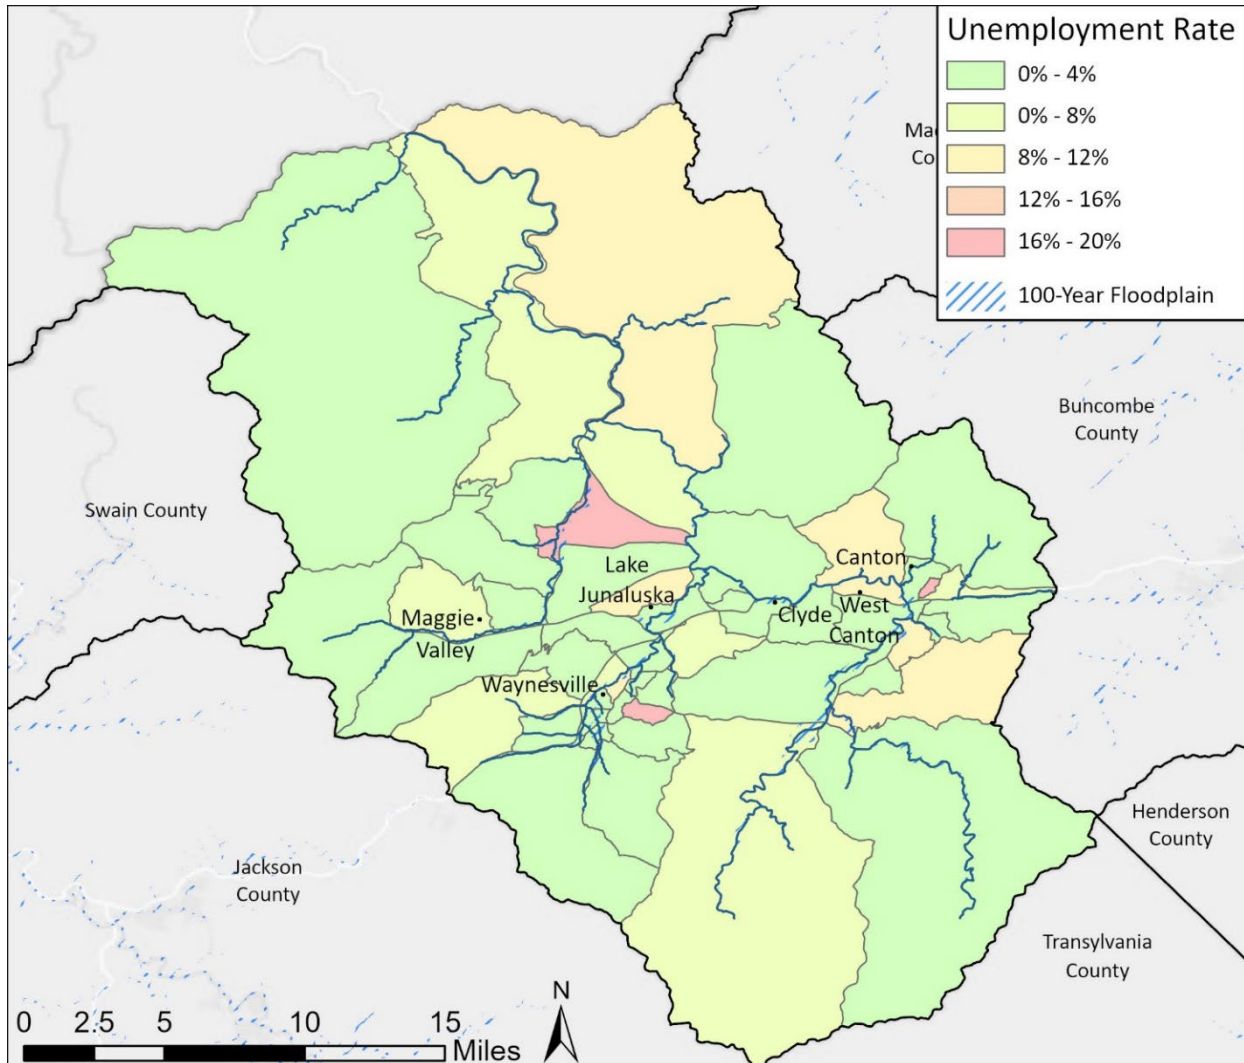 Unemployment Rate
0% - 4%
0% - 8%
8% - 12%
12% - 16%
16% - 20%
100-Year Floodplain
Buncombe
County
Swain County
Canton
Lake
Junaluska
Clyde
West
Canton
Maggie
Valley
Waynesville
Henderson
County
Jackson
County
Transylvania
County
N
0 2.5 5 10 15
Miles